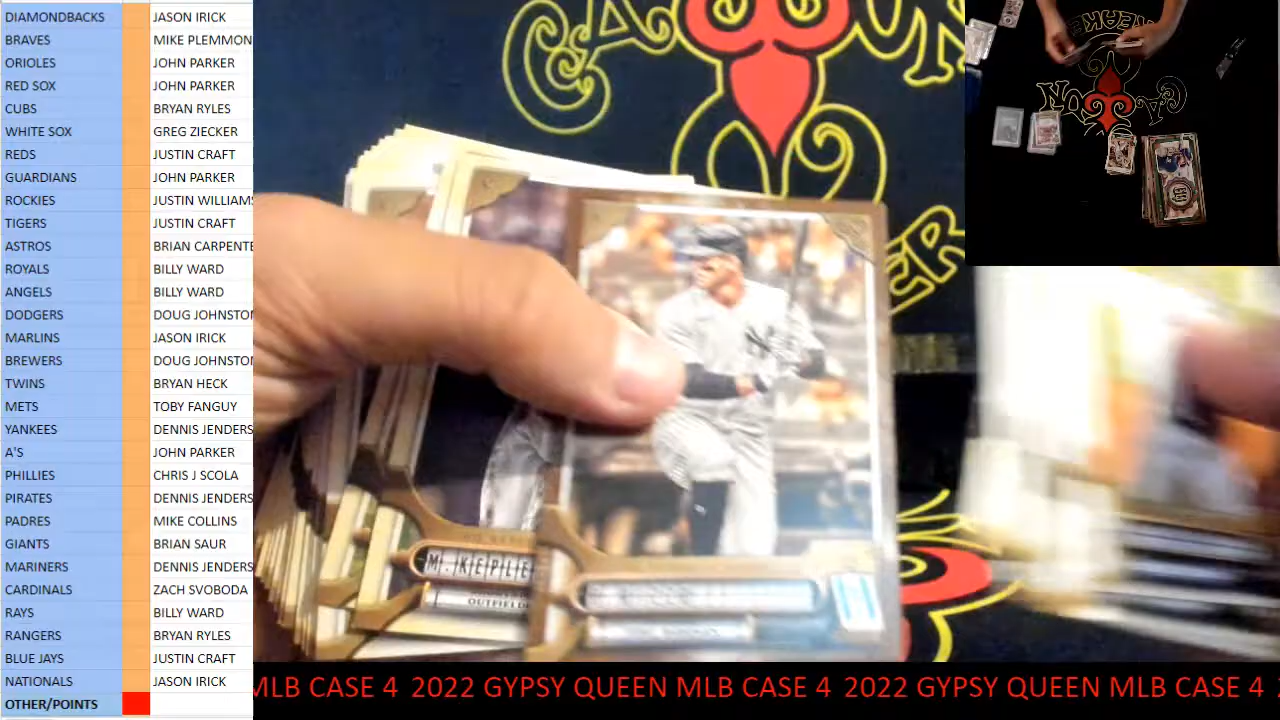 DIAMONDBACKS JASON IRICK
BRAVES MIKE PLEMMON
ORIOLES JOHN PARKER
RED SOX JOHN PARKER
CUBS BRYAN RYLES
WHITE SOX GREG ZIECKER
REDS JUSTIN CRAFT
GUARDIANS JOHN PARKER
ROCKIES JUSTIN WILLIAMS
TIGERS JUSTIN CRAFT
ASTROS BRIAN CARPENTE
ROYALS BILLY WARD
ANGELS BILLY WARD
DODGERS DOUG JOHNSTON
MARLINS JASON IRICK
BREWERS DOUG JOHNSTON
TWINS BRYAN HECK
METS TOBY FANGUY
YANKEES DENNIS JENDERS
A'S JOHN PARKER
PHILLIES CHRIS J SCOLA
PIRATES DENNIS JENDERS
PADRES MIKE COLLINS
GIANTS BRIAN SAUR
MARINERS DENNIS JENDERS
CARDINALS ZACH SVOBODA
RAYS BILLY WARD
RANGERS BRYAN RYLES
BLUE JAYS JUSTIN CRAFT
NATIONALS JASON IRICK
OTHER/POINTS
M. KEPLE
OUTFIELD
MLB CASE 4 2022 GYPSY QUEEN MLB CASE 4 2022 GYPSY QUEEN MLB CASE 4